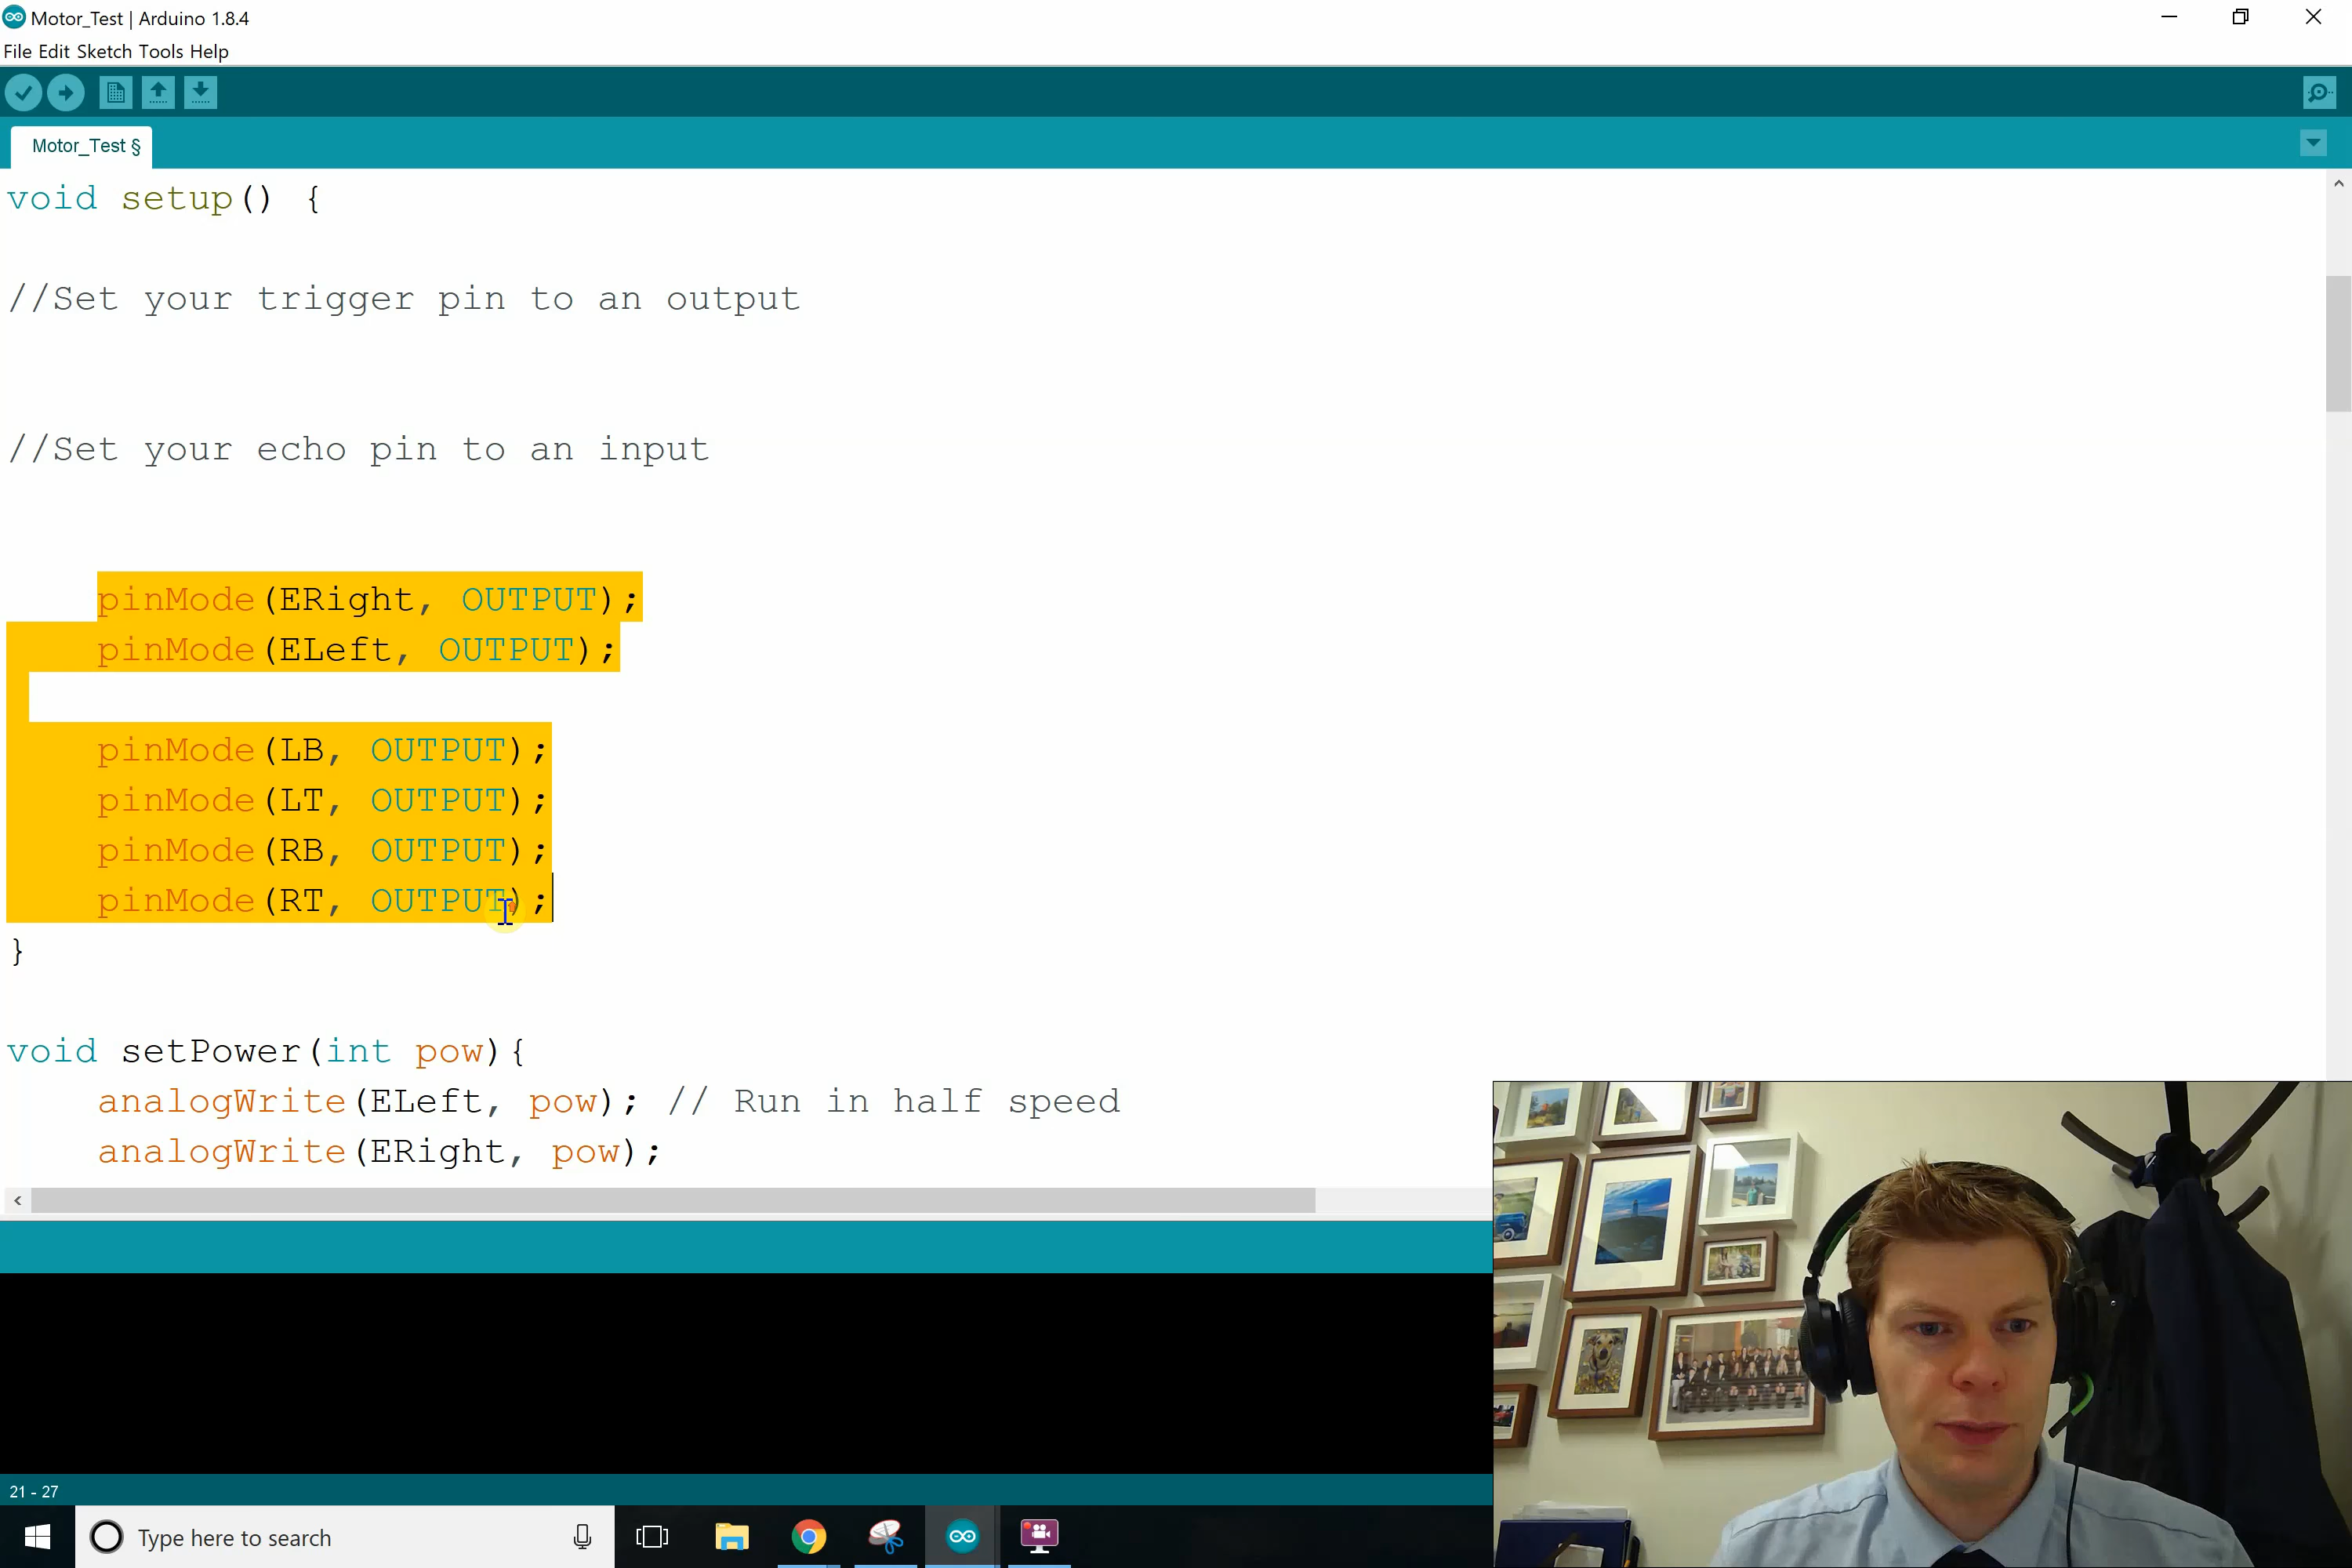 Motor_Test | Arduino 1.8.4
File Edit Sketch Tools Help
Motor_Test §
void setup() {
//Set your trigger pin to an output
//Set your echo pin to an input
pinMode(ERight, OUTPUT);
pinMode(ELeft, OUTPUT);
pinMode(LB, OUTPUT);
pinMode(LT, OUTPUT);
pinMode(RB, OUTPUT);
pinMode(RT, OUTPUT);
}
void setPower(int pow){
analogWrite(ELeft, pow); // Run in half speed
analogWrite(ERight, pow);
21 - 27
Type here to search